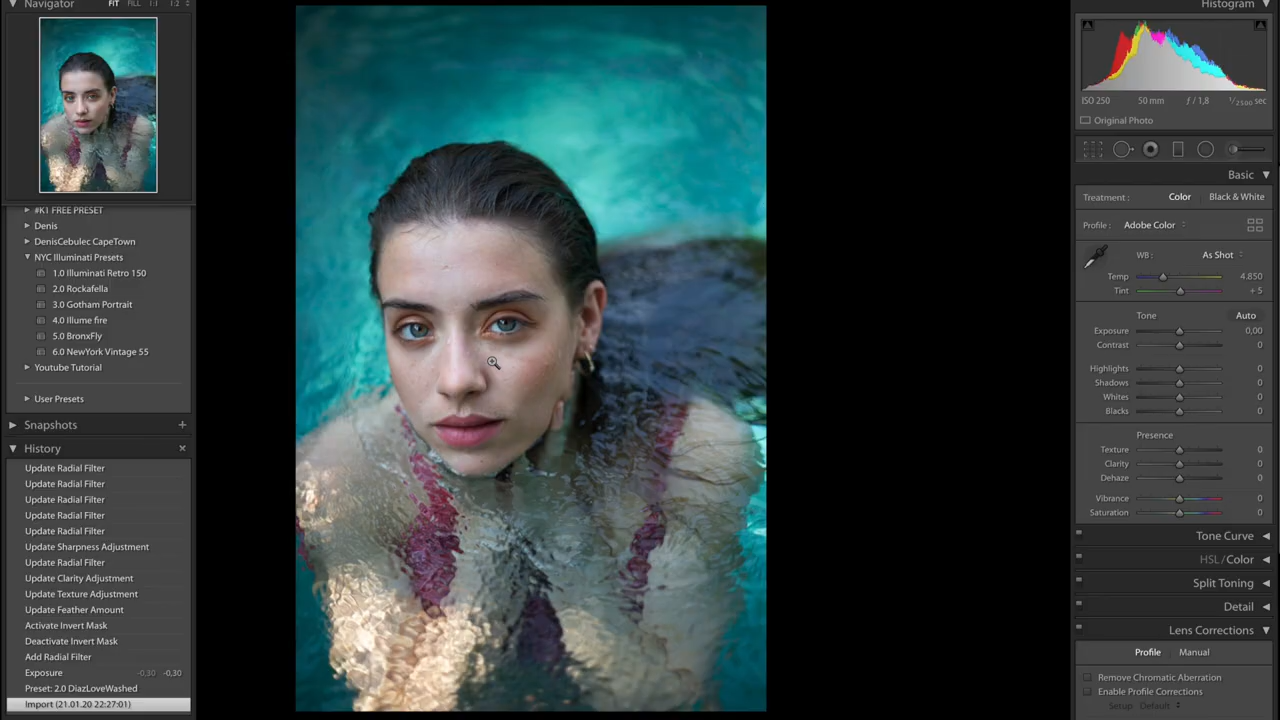 Navigator FIT FILL 1:1 1:2
#K1 FREE PRESET
Denis
DenisCebulec CapeTown
NYC Illuminati Presets
1.0 Illuminati Retro 150
2.0 Rockafella
3.0 Gotham Portrait
4.0 Illume fire
5.0 BronxFly
6.0 NewYork Vintage 55
Youtube Tutorial
User Presets
Snapshots +
History ×
Update Radial Filter
Update Radial Filter
Update Radial Filter
Update Radial Filter
Update Radial Filter
Update Sharpness Adjustment
Update Radial Filter
Update Clarity Adjustment
Update Texture Adjustment
Update Feather Amount
Activate Invert Mask
Deactivate Invert Mask
Add Radial Filter
Exposure -0,30 -0,30
Preset: 2.0 DiazLoveWashed
Import (21.01.20 22:27:01)
Histogram
ISO 250 50 mm ƒ / 1,8 1/2500 sec
Original Photo
Basic
Treatment : Color Black & White
Profile : Adobe Color
WB : As Shot
Temp 4.850
Tint + 5
Tone Auto
Exposure 0,00
Contrast 0
Highlights 0
Shadows 0
Whites 0
Blacks 0
Presence
Texture 0
Clarity 0
Dehaze 0
Vibrance 0
Saturation 0
Tone Curve
HSL / Color
Split Toning
Detail
Lens Corrections
Profile Manual
Remove Chromatic Aberration
Enable Profile Corrections
Setup Default